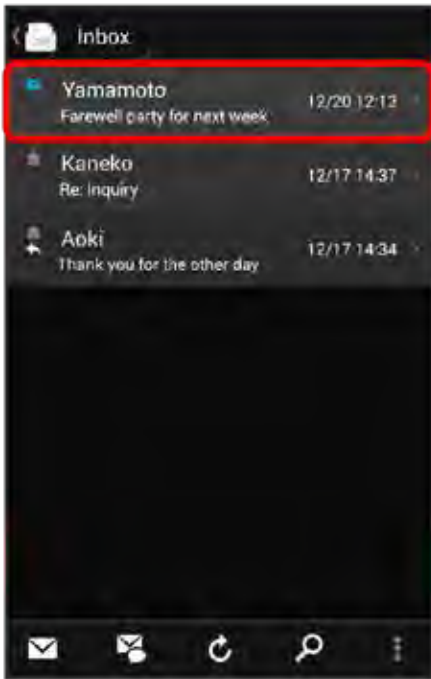 Inbox
Yamamoto
12/20 12:13
Farewell party for next week
Kaneko
12/17 14:37
Re: Inquiry
Aoki
12/17 14:34
Thank you for the other day